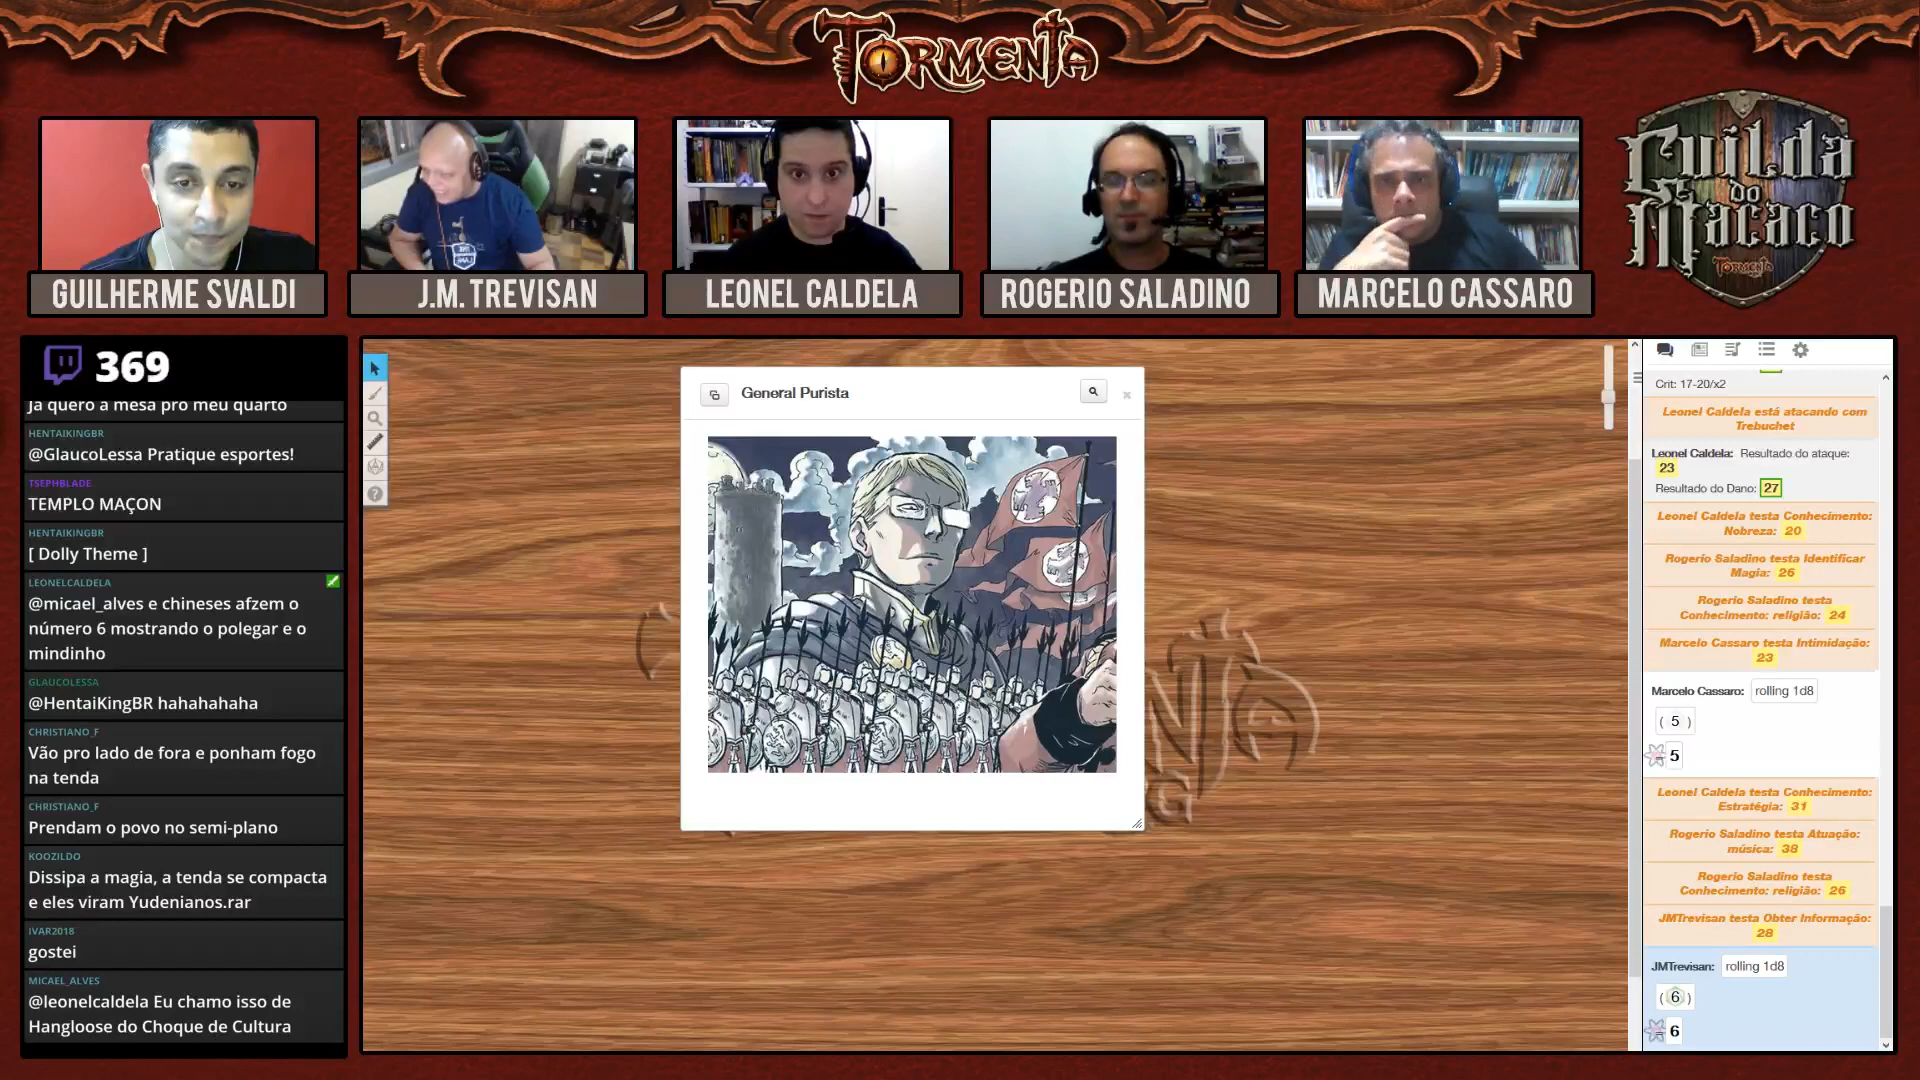 TORMENTA
GUILHERME SVALDI
J.M. TREVISAN
LEONEL CALDELA
ROGERIO SALADINO
MARCELO CASSARO
Guilda
do
Macaco
TORMENTA
369
Já quero a mesa pro meu quarto
HENTAIKINGBR
@GlaucoLessa Pratique esportes!
TSEPHBLADE
TEMPLO MAÇON
HENTAIKINGBR
[ Dolly Theme ]
LEONELCALDELA
@micael_alves e chineses afzem o
número 6 mostrando o polegar e o
mindinho
GLAUCOLESSA
@HentaiKingBR hahahahaha
CHRISTIANO_F
Vão pro lado de fora e ponham fogo
na tenda
CHRISTIANO_F
Prendam o povo no semi-plano
KOOZILDO
Dissipa a magia, a tenda se compacta
e eles viram Yudenianos.rar
IVAR2018
gostei
MICAEL_ALVES
@leonelcaldela Eu chamo isso de
Hangloose do Choque de Cultura
General Purista
Crit: 17-20/x2
Leonel Caldela está atacando com
Trebuchet
Leonel Caldela: Resultado do ataque:
23
Resultado do Dano: 27
Leonel Caldela testa Conhecimento:
Nobreza: 20
Rogerio Saladino testa Identificar
Magia: 26
Rogerio Saladino testa
Conhecimento: religião: 24
Marcelo Cassaro testa Intimidação:
23
Marcelo Cassaro: rolling 1d8
( 5 )
= 5
Leonel Caldela testa Conhecimento:
Estratégia: 31
Rogerio Saladino testa Atuação:
música: 38
Rogerio Saladino testa
Conhecimento: religião: 26
JMTrevisan testa Obter Informação:
28
JMTrevisan: rolling 1d8
( 6 )
= 6